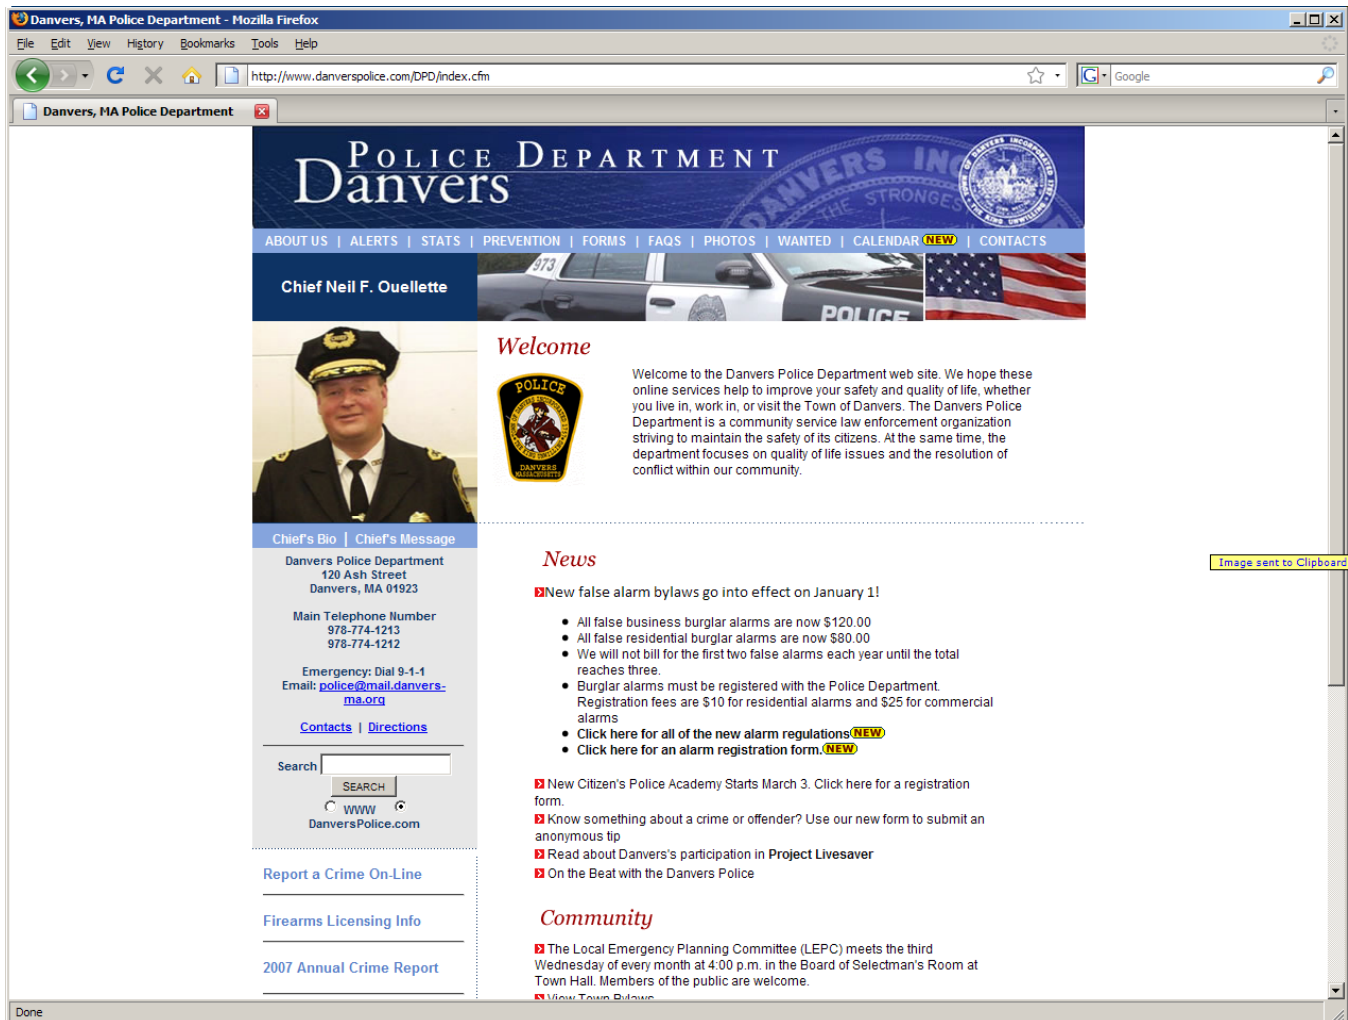 Danvers, MA Police Department - Mozilla Firefox
File Edit View History Bookmarks Tools Help
http://www.danverspolice.com/DPD/index.cfm
Google
Danvers, MA Police Department
POLICE DEPARTMENT
Danvers
DANVERS INC
THE STRONGES
ABOUT US | ALERTS | STATS | PREVENTION | FORMS | FAQS | PHOTOS | WANTED | CALENDAR NEW | CONTACTS
Chief Neil F. Ouellette
973
POLICE
Welcome
POLICE
DANVERS
MASSACHUSETTS
Welcome to the Danvers Police Department web site. We hope these
online services help to improve your safety and quality of life, whether
you live in, work in, or visit the Town of Danvers. The Danvers Police
Department is a community service law enforcement organization
striving to maintain the safety of its citizens. At the same time, the
department focuses on quality of life issues and the resolution of
conflict within our community.
Chief's Bio | Chief's Message
Danvers Police Department
120 Ash Street
Danvers, MA 01923
Main Telephone Number
978-774-1213
978-774-1212
Emergency: Dial 9-1-1
Email: police@mail.danvers-
ma.org
Contacts | Directions
Search
SEARCH
WWW
DanversPolice.com
Report a Crime On-Line
Firearms Licensing Info
2007 Annual Crime Report
News
New false alarm bylaws go into effect on January 1!
All false business burglar alarms are now $120.00
All false residential burglar alarms are now $80.00
We will not bill for the first two false alarms each year until the total
reaches three.
Burglar alarms must be registered with the Police Department.
Registration fees are $10 for residential alarms and $25 for commercial
alarms
Click here for all of the new alarm regulations NEW
Click here for an alarm registration form. NEW
New Citizen's Police Academy Starts March 3. Click here for a registration
form.
Know something about a crime or offender? Use our new form to submit an
anonymous tip
Read about Danvers's participation in Project Livesaver
On the Beat with the Danvers Police
Community
The Local Emergency Planning Committee (LEPC) meets the third
Wednesday of every month at 4:00 p.m. in the Board of Selectman's Room at
Town Hall. Members of the public are welcome.
View Town Bylaws
Image sent to Clipboard
Done